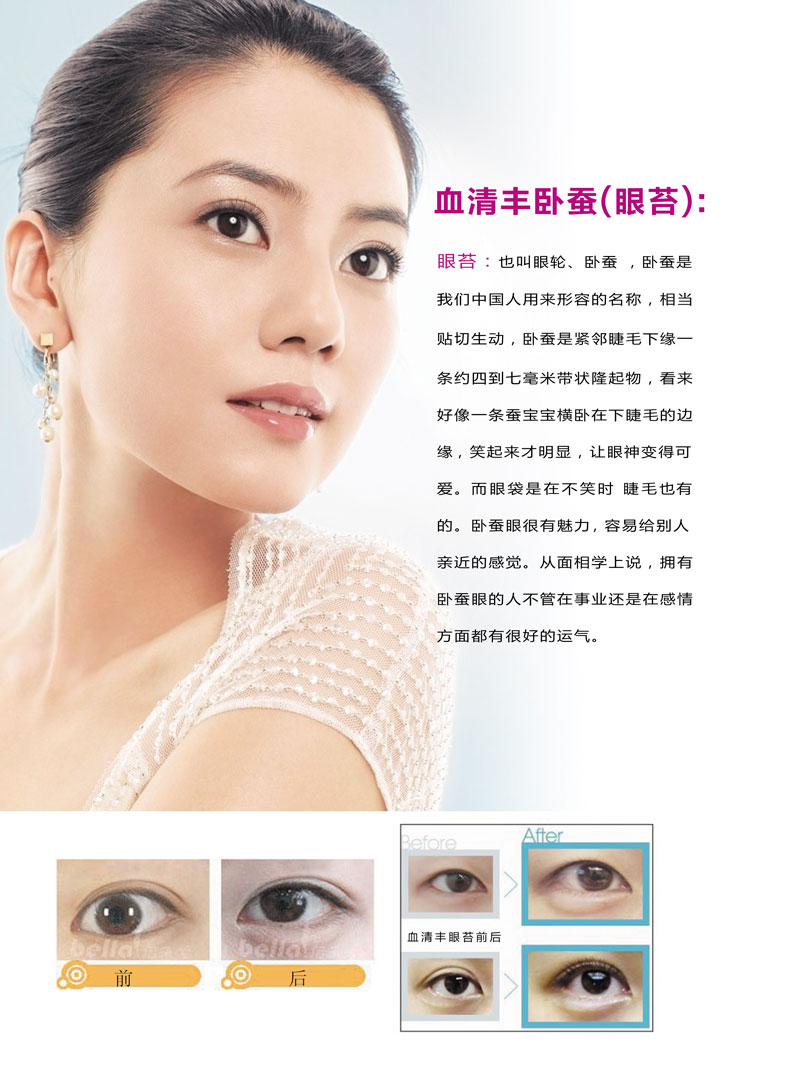 血清丰卧蚕(眼苔):
眼苔：也叫眼轮、卧蚕 ，卧蚕是
我们中国人用来形容的名称，相当
贴切生动，卧蚕是紧邻睫毛下缘一
条约四到七毫米带状隆起物，看来
好像一条蚕宝宝横卧在下睫毛的边
缘，笑起来才明显，让眼神变得可
爱。而眼袋是在不笑时 睫毛也有
的。卧蚕眼很有魅力，容易给别人
亲近的感觉。从面相学上说，拥有
卧蚕眼的人不管在事业还是在感情
方面都有很好的运气。
前
后
Before
After
血清丰眼苔前后